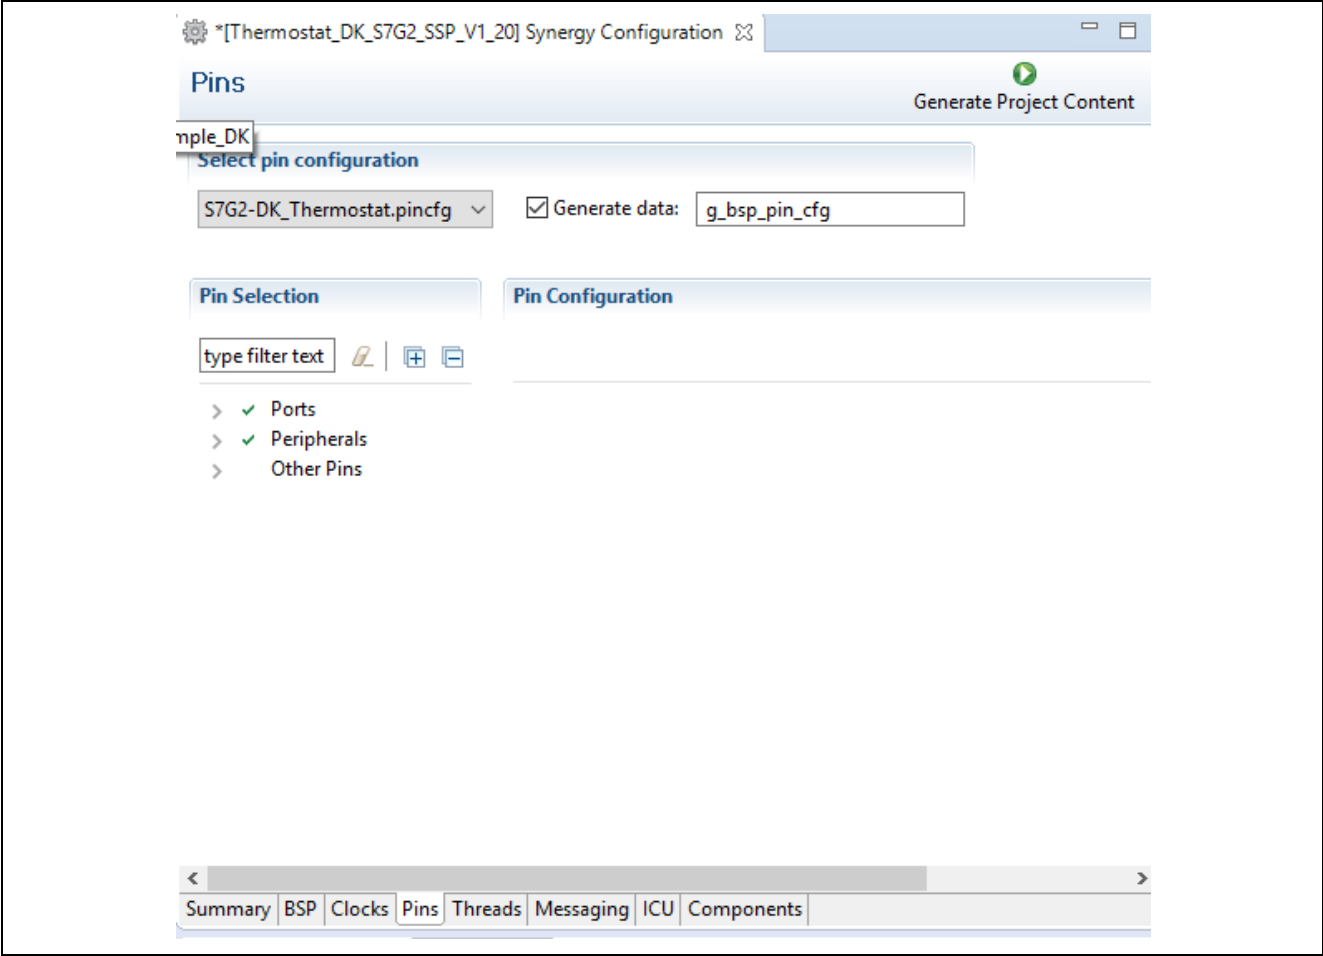 *[Thermostat_DK_S7G2_SSP_V1_20] Synergy Configuration
Pins
Generate Project Content
mple_DK
Select pin configuration
S7G2-DK_Thermostat.pincfg Generate data: g_bsp_pin_cfg
Pin Selection Pin Configuration
type filter text
Ports
Peripherals
Other Pins
Summary BSP Clocks Pins Threads Messaging ICU Components